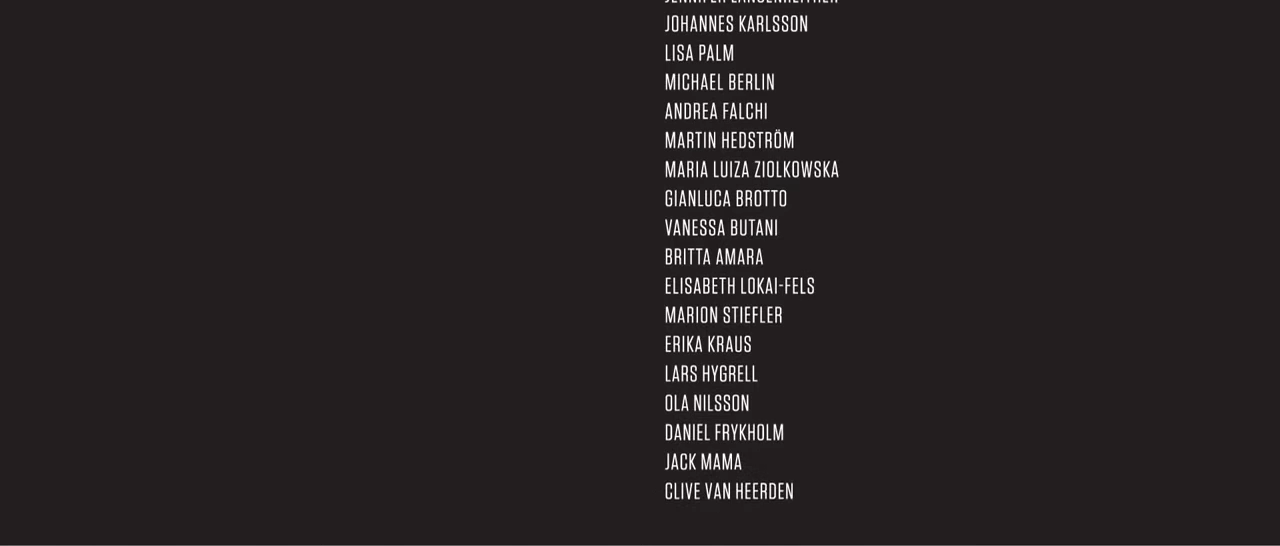 JOHANNES KARLSSON
LISA PALM
MICHAEL BERLIN
ANDREA FALCHI
MARTIN HEDSTRÖM
MARIA LUIZA ZIOLKOWSKA
GIANLUCA BROTTO
VANESSA BUTANI
BRITTA AMARA
ELISABETH LOKAI-FELS
MARION STIEFLER
ERIKA KRAUS
LARS HYGRELL
OLA NILSSON
DANIEL FRYKHOLM
JACK MAMA
CLIVE VAN HEERDEN